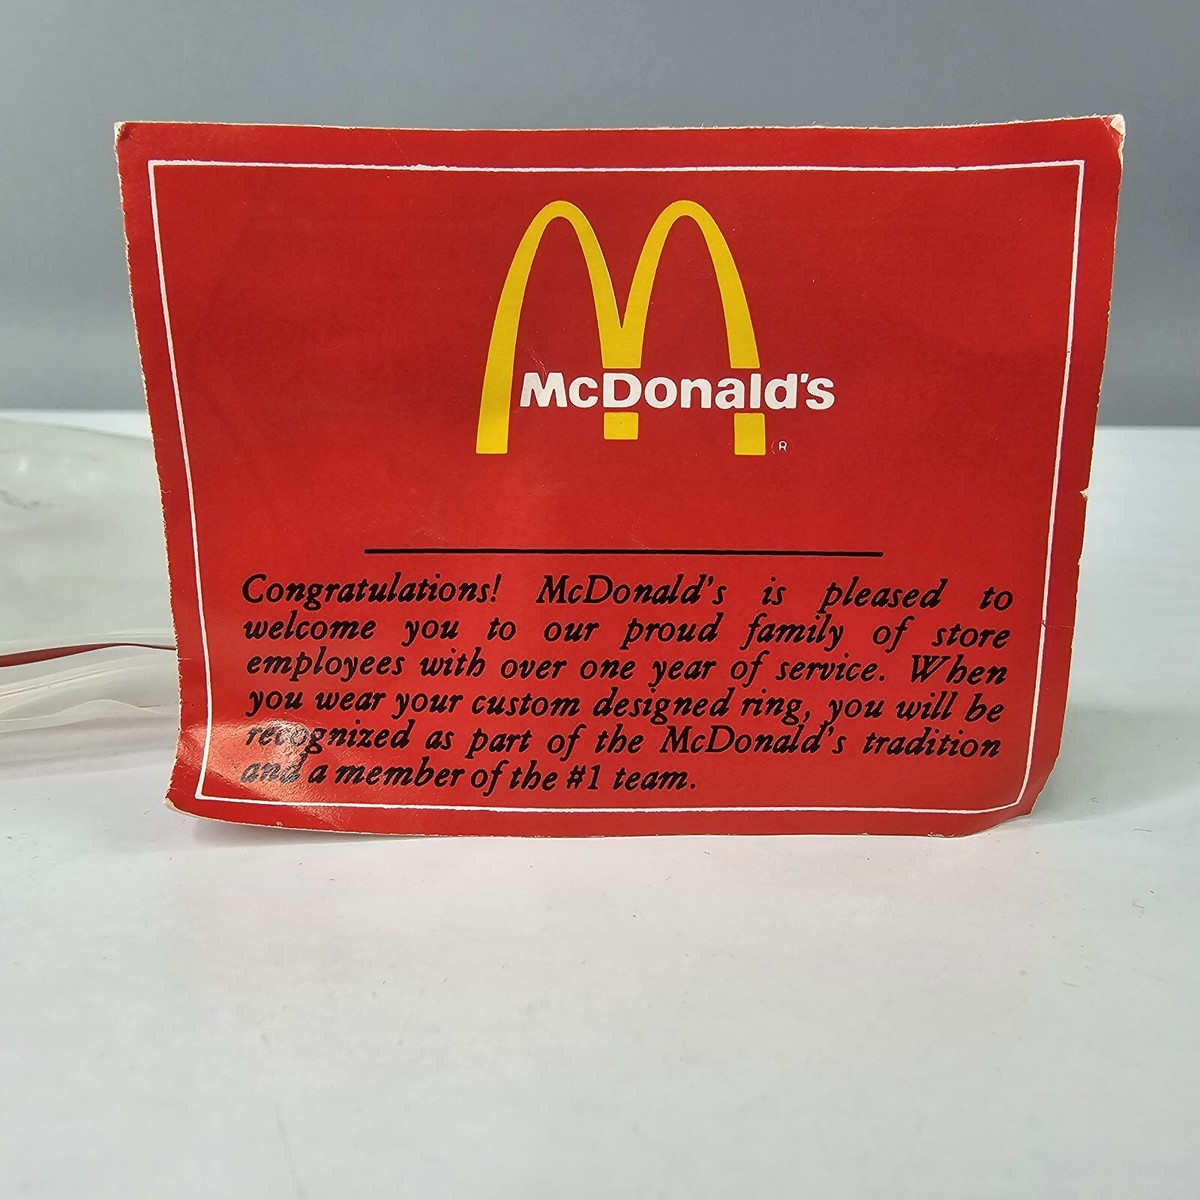 McDonald's
®
Congratulations! McDonald's is pleased to
welcome you to our proud family of store
employees with over one year of service. When
you wear your custom designed ring, you will be
recognized as part of the McDonald's tradition
and a member of the #1 team.